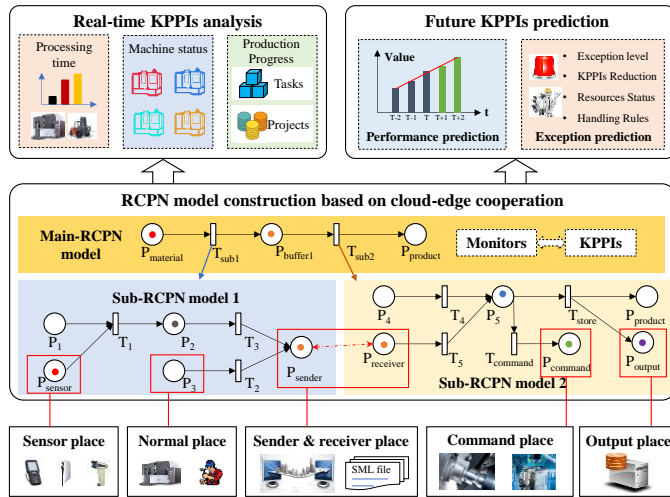 Real-time KPPIs analysis
Processing
time
Machine status
Production
Progress
Tasks
Projects
Future KPPIs prediction
Value
T-2 T-1 T T+1 T+2
t
Performance prediction
• Exception level
• KPPIs Reduction
• Resources Status
• Handling Rules
Exception prediction
RCPN model construction based on cloud-edge cooperation
Main-RCPN
model
Pmaterial
Tsub1
Pbuffer1
Tsub2
Pproduct
Monitors
KPPIs
Sub-RCPN model 1
P1
T1
P2
T3
Psensor
P3
T2
Psender
P4
T4
P5
Tstore
Pproduct
Preceiver
T5
Tcommand
Pcommand
Poutput
Sub-RCPN model 2
Sensor place
Normal place
Sender & receiver place
SML file
Command place
Output place